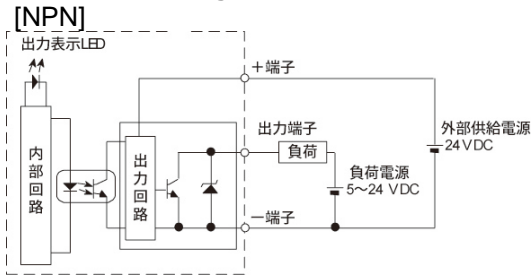 [NPN]
出力表示LED
+端子
出力端子
外部供給電源
24VDC
負荷
負荷電源
5〜24 VDC
内部回路
出力回路
−端子